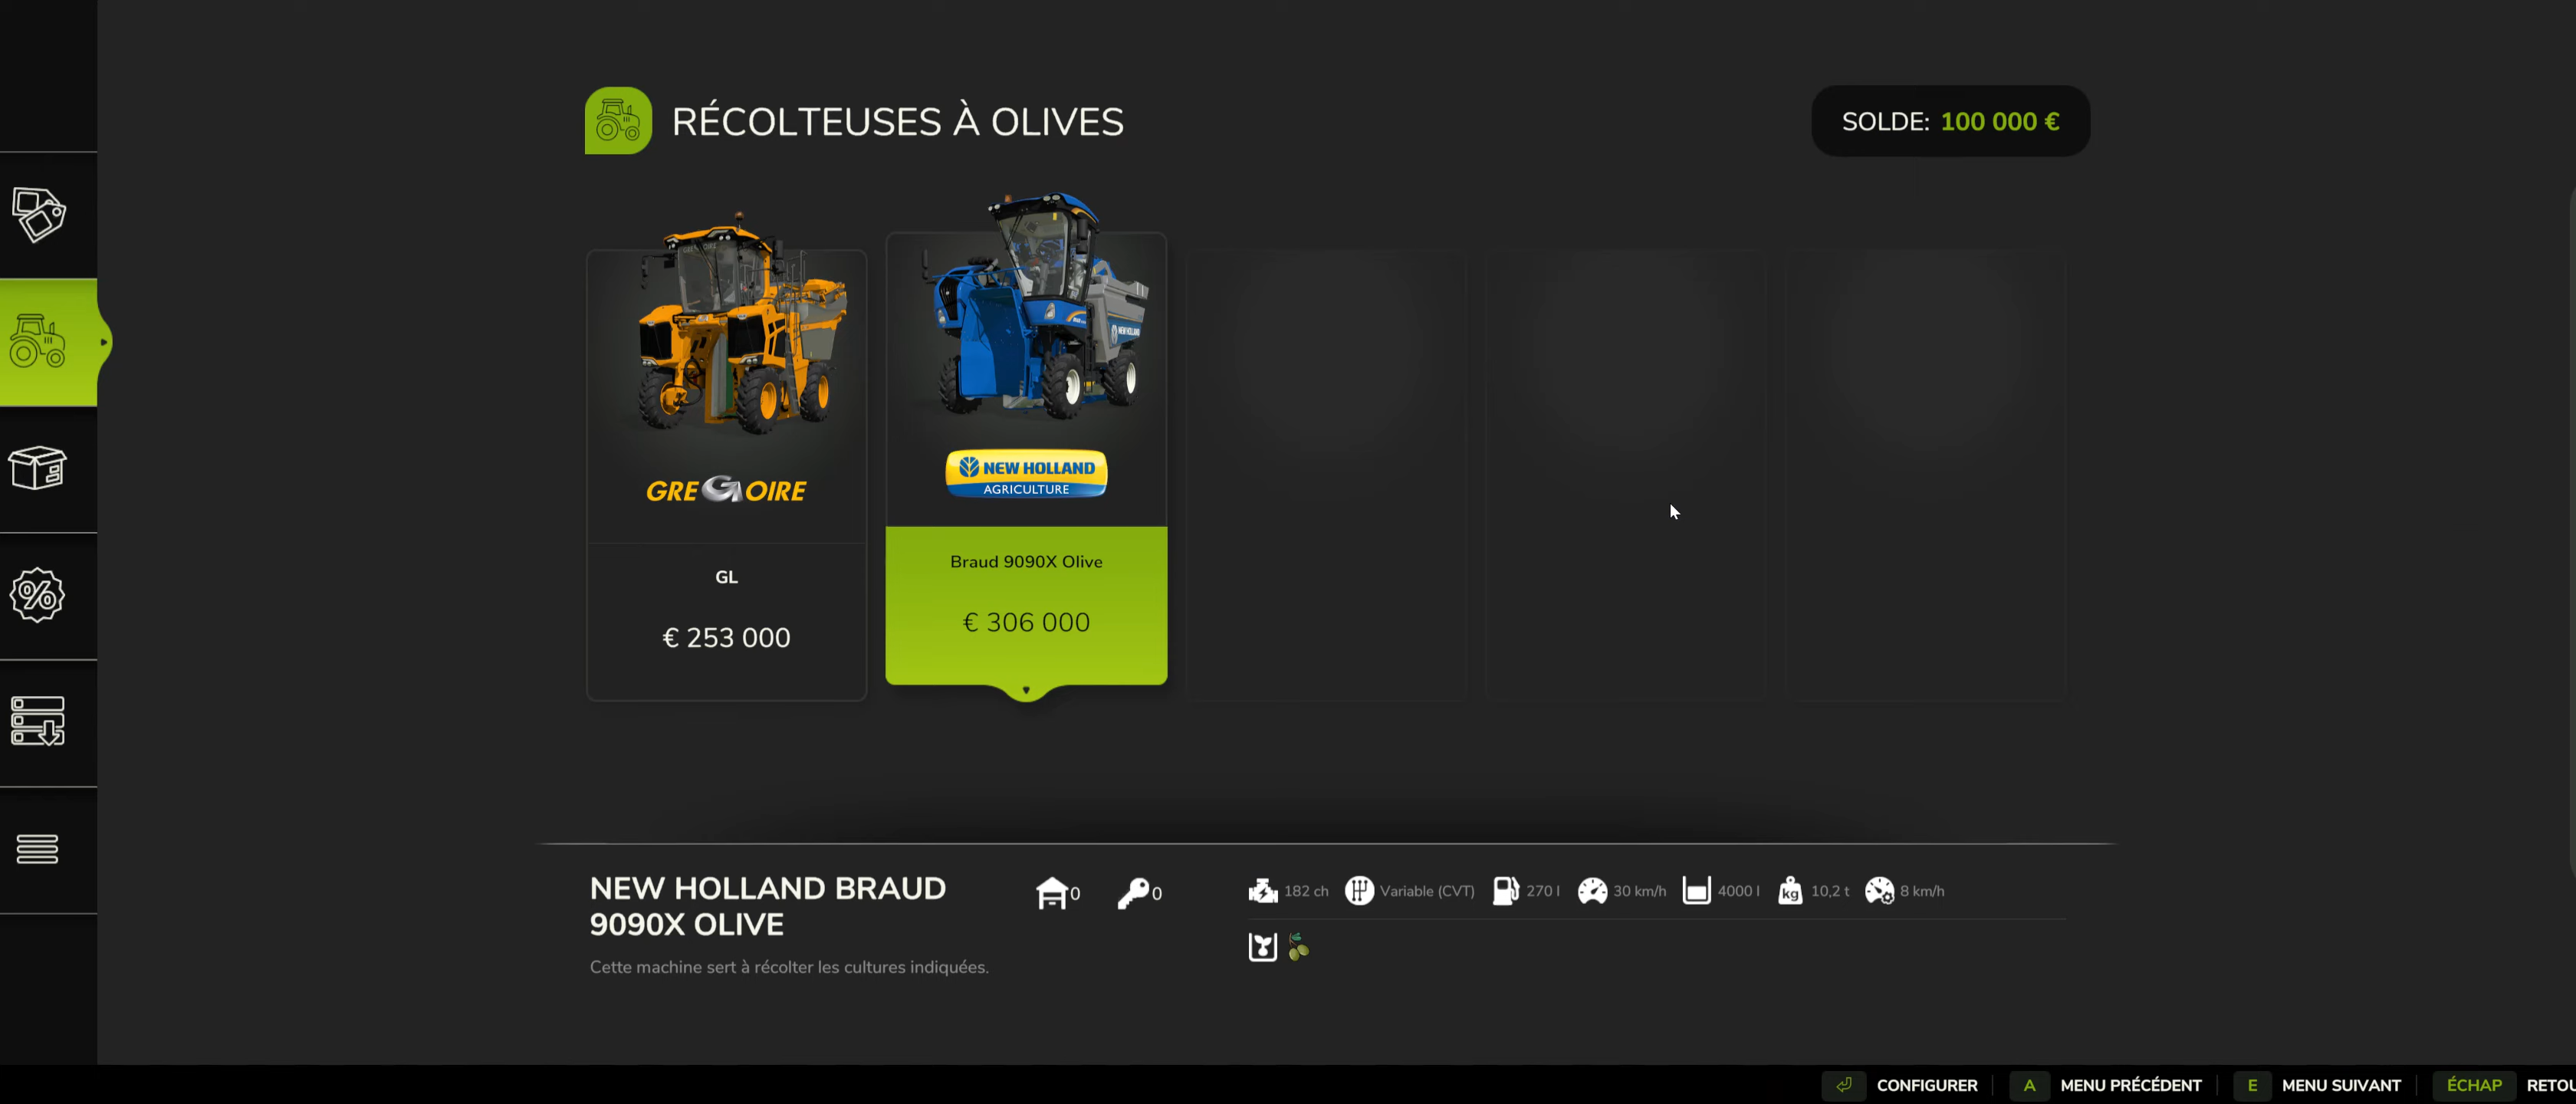 RÉCOLTEUSES À OLIVES
SOLDE: 100 000 €
GREGOIRE
GL
€ 253 000
NEW HOLLAND
AGRICULTURE
Braud 9090X Olive
€ 306 000
NEW HOLLAND BRAUD
9090X OLIVE
Cette machine sert à récolter les cultures indiquées.
0
0
182 ch
Variable (CVT)
270 l
30 km/h
4000 l
kg 10,2 t
8 km/h
CONFIGURER
A MENU PRÉCÉDENT
E MENU SUIVANT
ÉCHAP RETOU